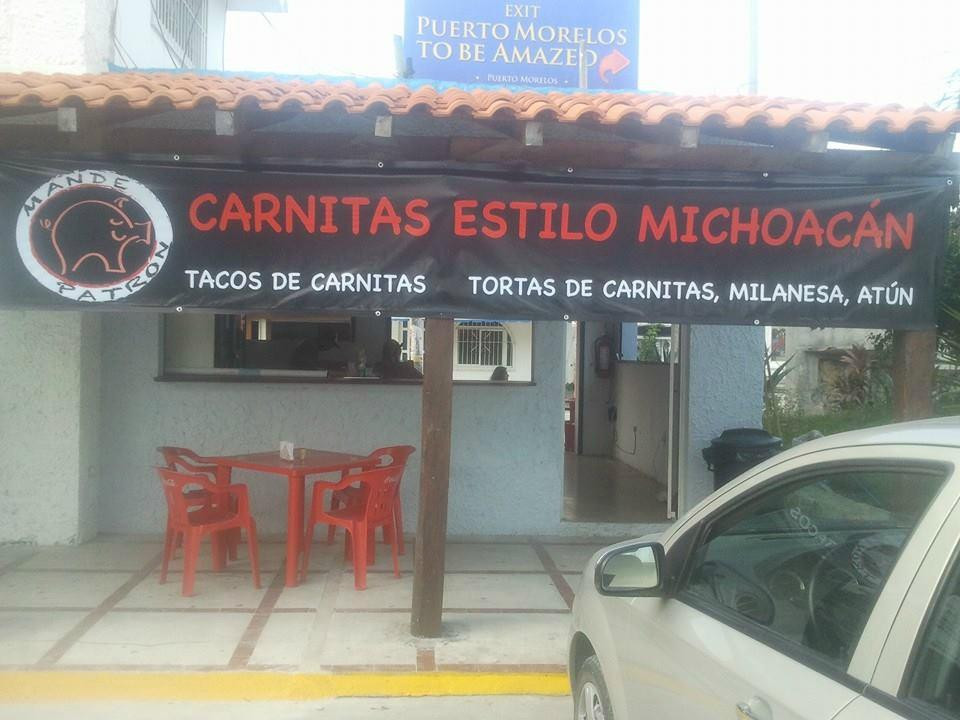 EXIT
PUERTO MORELOS
TO BE AMAZED
PUERTO MORELOS
MANDE
PATRON
CARNITAS ESTILO MICHOACÁN
TACOS DE CARNITAS
TORTAS DE CARNITAS, MILANESA, ATÚN